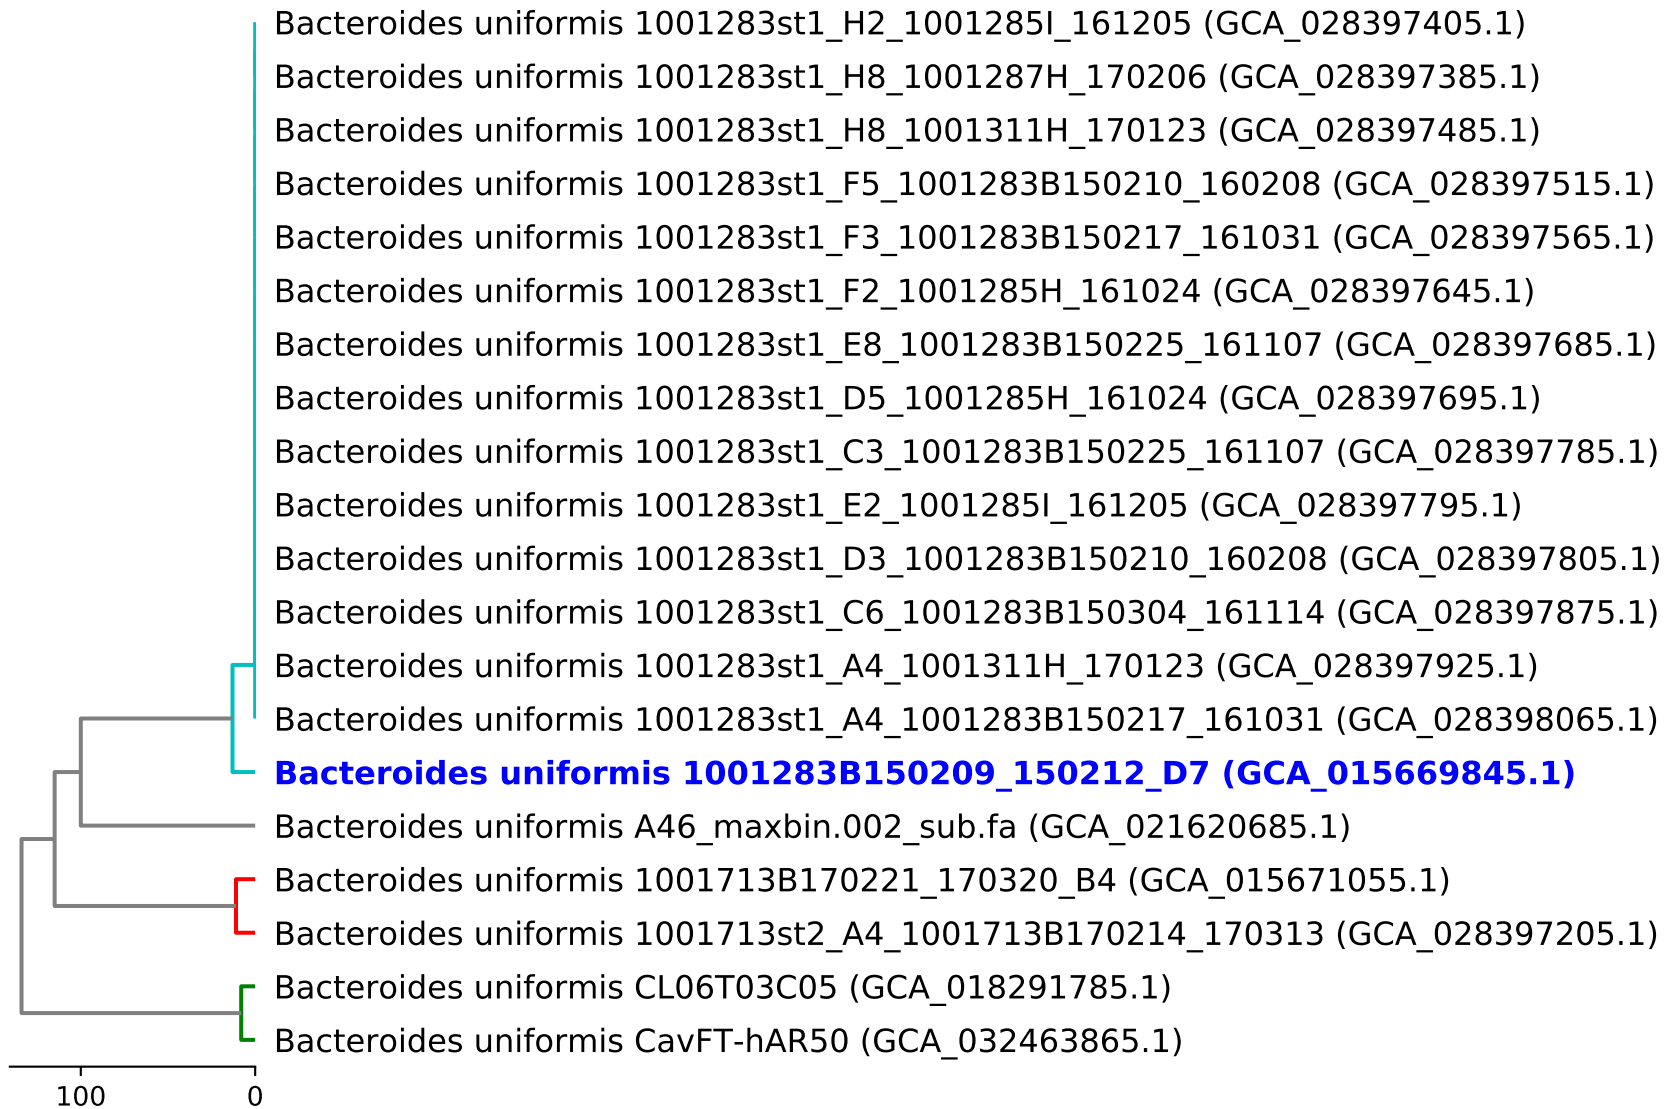 Bacteroides uniformis 1001283st1_H2_1001285I_161205 (GCA_028397405.1)
Bacteroides uniformis 1001283st1_H8_1001287H_170206 (GCA_028397385.1)
Bacteroides uniformis 1001283st1_H8_1001311H_170123 (GCA_028397485.1)
Bacteroides uniformis 1001283st1_F5_1001283B150210_160208 (GCA_028397515.1)
Bacteroides uniformis 1001283st1_F3_1001283B150217_161031 (GCA_028397565.1)
Bacteroides uniformis 1001283st1_F2_1001285H_161024 (GCA_028397645.1)
Bacteroides uniformis 1001283st1_E8_1001283B150225_161107 (GCA_028397685.1)
Bacteroides uniformis 1001283st1_D5_1001285H_161024 (GCA_028397695.1)
Bacteroides uniformis 1001283st1_C3_1001283B150225_161107 (GCA_028397785.1)
Bacteroides uniformis 1001283st1_E2_1001285I_161205 (GCA_028397795.1)
Bacteroides uniformis 1001283st1_D3_1001283B150210_160208 (GCA_028397805.1)
Bacteroides uniformis 1001283st1_C6_1001283B150304_161114 (GCA_028397875.1)
Bacteroides uniformis 1001283st1_A4_1001311H_170123 (GCA_028397925.1)
Bacteroides uniformis 1001283st1_A4_1001283B150217_161031 (GCA_028398065.1)
Bacteroides uniformis 1001283B150209_150212_D7 (GCA_015669845.1)
Bacteroides uniformis A46_maxbin.002_sub.fa (GCA_021620685.1)
Bacteroides uniformis 1001713B170221_170320_B4 (GCA_015671055.1)
Bacteroides uniformis 1001713st2_A4_1001713B170214_170313 (GCA_028397205.1)
Bacteroides uniformis CL06T03C05 (GCA_018291785.1)
Bacteroides uniformis CavFT-hAR50 (GCA_032463865.1)
100 0